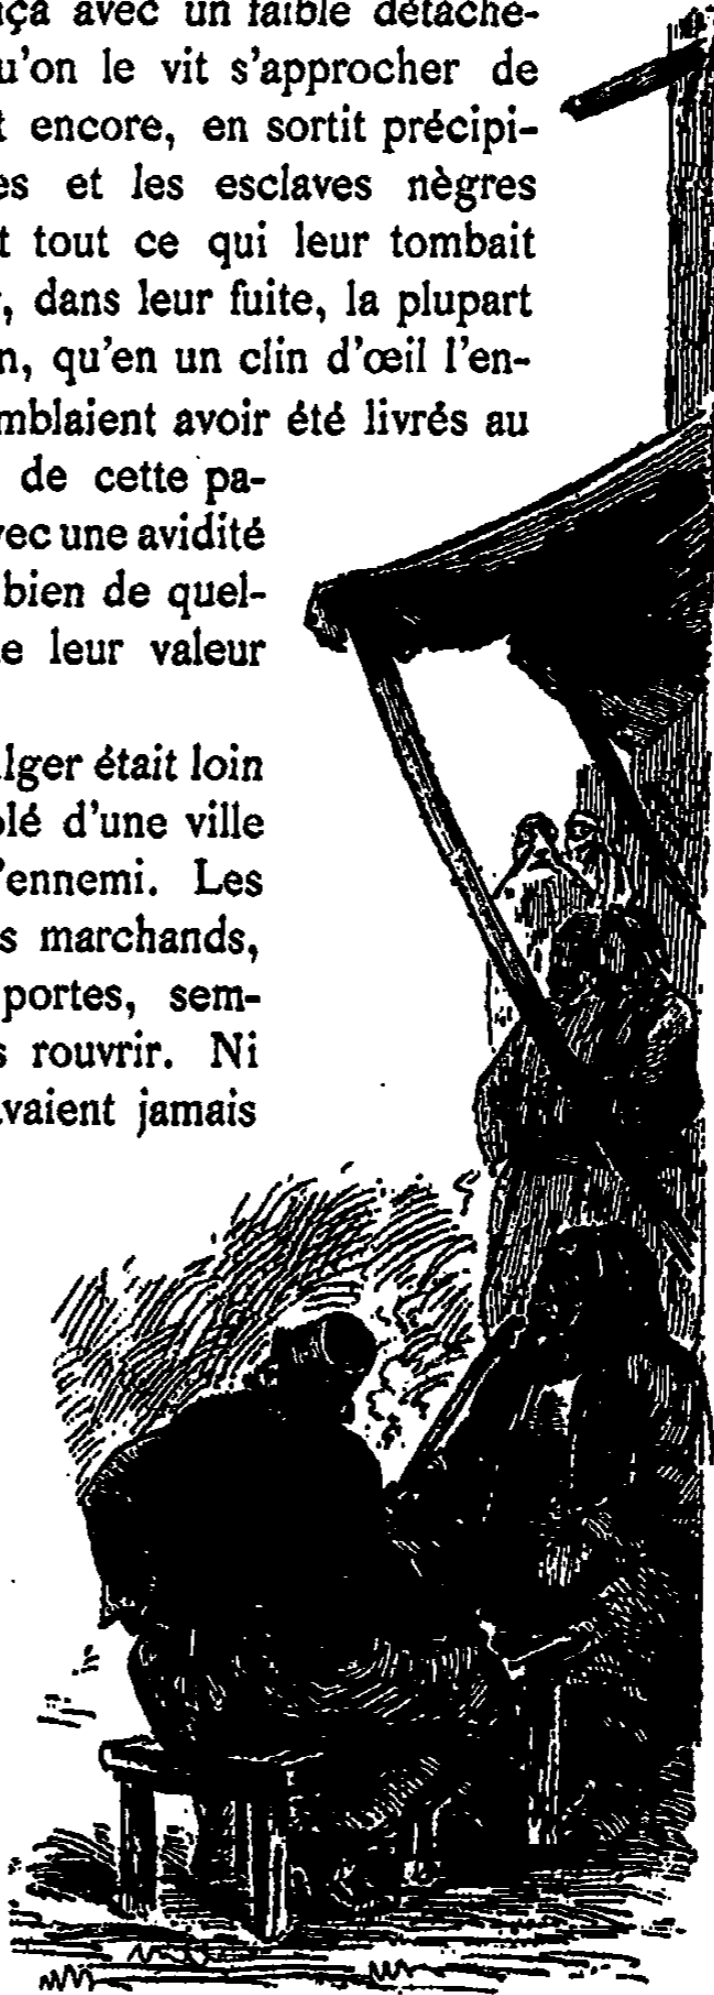 avec un faible détache-
u'on le vit s'approcher de
t encore, en sortit précipi-
es et les esclaves nègres
t tout ce qui leur tombait
, dans leur fuite, la plupart
n, qu'en un clin d'œil l'en-
mblaient avoir été livrés au
de cette pa-
vec une avidité
bien de quel-
e leur valeur
lger était loin
olé d'une ville
'ennemi. Les
s marchands,
portes, sem-
s rouvrir. Ni
vaient jamais